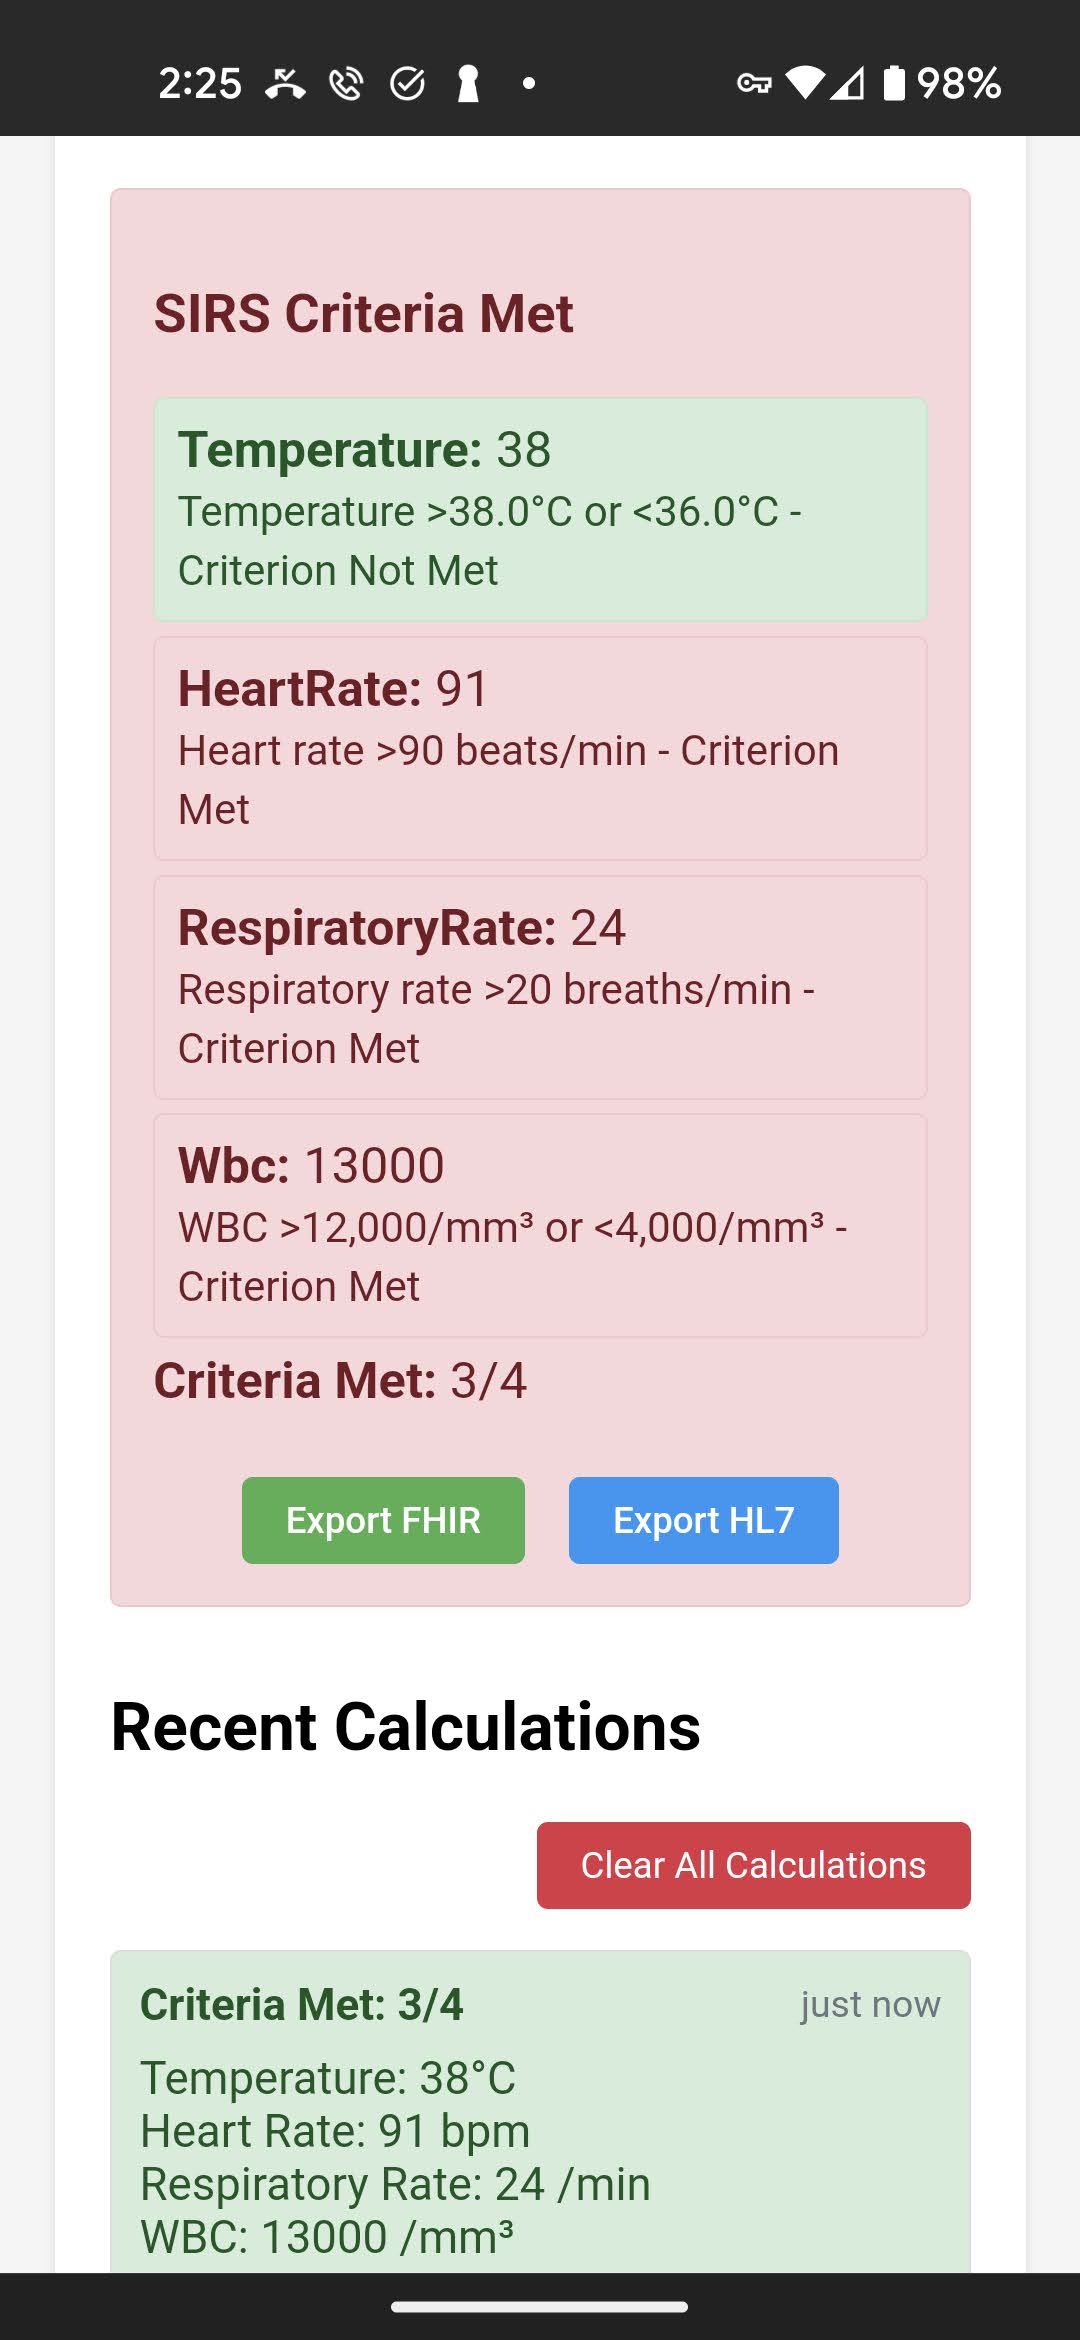 2:25
98%
SIRS Criteria Met
Temperature: 38
Temperature >38.0°C or <36.0°C -
Criterion Not Met
HeartRate: 91
Heart rate >90 beats/min - Criterion
Met
RespiratoryRate: 24
Respiratory rate >20 breaths/min -
Criterion Met
Wbc: 13000
WBC >12,000/mm³ or <4,000/mm³ -
Criterion Met
Criteria Met: 3/4
Export FHIR
Export HL7
Recent Calculations
Clear All Calculations
Criteria Met: 3/4
just now
Temperature: 38°C
Heart Rate: 91 bpm
Respiratory Rate: 24 /min
WBC: 13000 /mm³